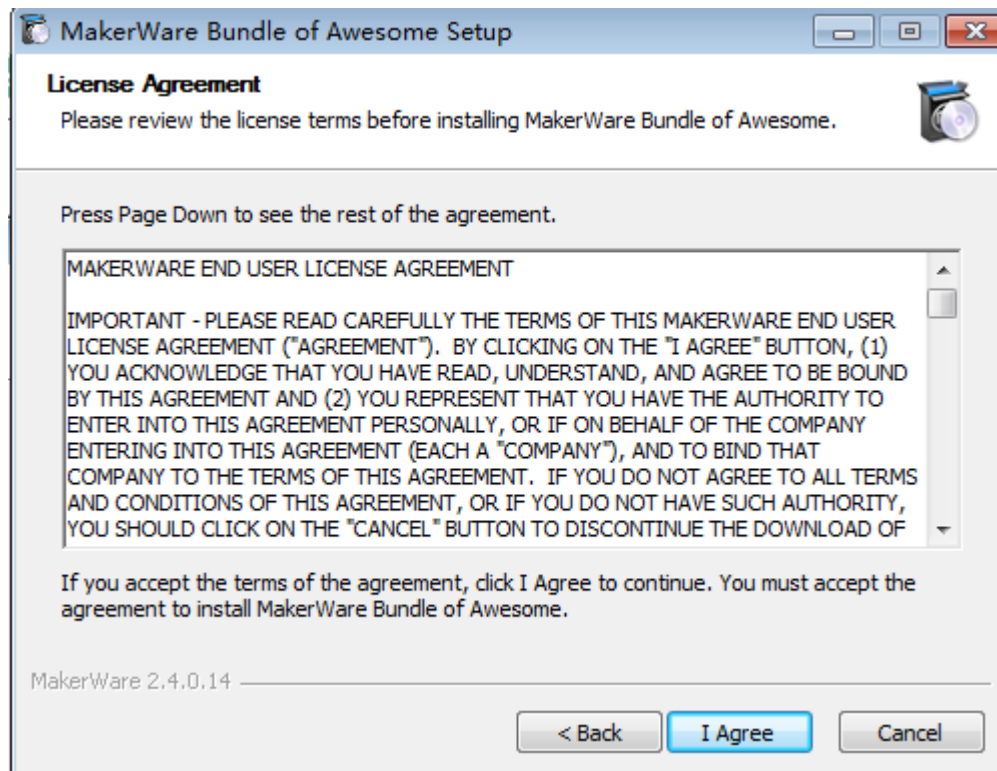 MakerWare Bundle of Awesome Setup
License Agreement
Please review the license terms before installing MakerWare Bundle of Awesome.
Press Page Down to see the rest of the agreement.
MAKERWARE END USER LICENSE AGREEMENT
IMPORTANT - PLEASE READ CAREFULLY THE TERMS OF THIS MAKERWARE END USER
LICENSE AGREEMENT ("AGREEMENT").  BY CLICKING ON THE "I AGREE" BUTTON, (1)
YOU ACKNOWLEDGE THAT YOU HAVE READ, UNDERSTAND, AND AGREE TO BE BOUND
BY THIS AGREEMENT AND (2) YOU REPRESENT THAT YOU HAVE THE AUTHORITY TO
ENTER INTO THIS AGREEMENT PERSONALLY, OR IF ON BEHALF OF THE COMPANY
ENTERING INTO THIS AGREEMENT (EACH A "COMPANY"), AND TO BIND THAT
COMPANY TO THE TERMS OF THIS AGREEMENT.  IF YOU DO NOT AGREE TO ALL TERMS
AND CONDITIONS OF THIS AGREEMENT, OR IF YOU DO NOT HAVE SUCH AUTHORITY,
YOU SHOULD CLICK ON THE "CANCEL" BUTTON TO DISCONTINUE THE DOWNLOAD OF
If you accept the terms of the agreement, click I Agree to continue. You must accept the
agreement to install MakerWare Bundle of Awesome.
MakerWare 2.4.0.14
< Back
I Agree
Cancel